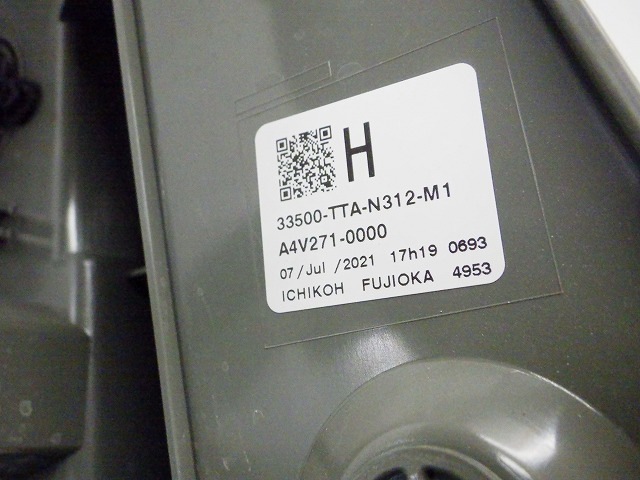 H
33500-TTA-N312-M1
A4V271-0000
07/Jul /2021 17h19 0693
ICHIKOH FUJIOKA 4953